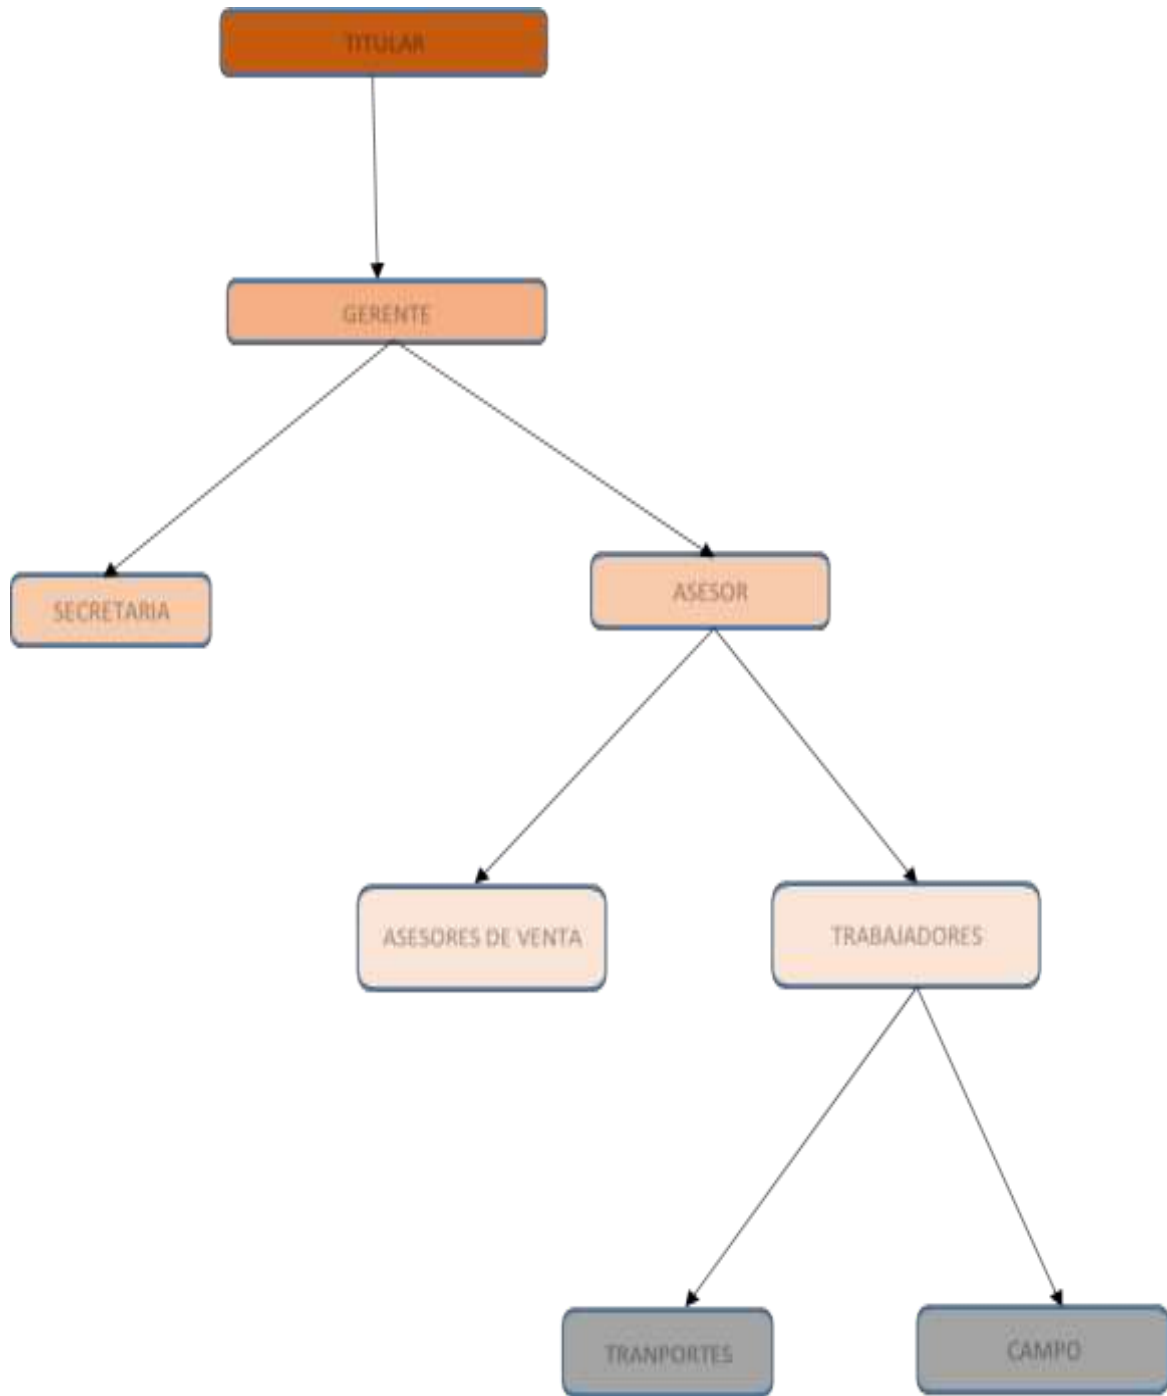 TITULAR
GERENTE
SECRETARIA
ASESOR
ASESORES DE VENTA
TRABAJADORES
TRANPORTES
CAMPO